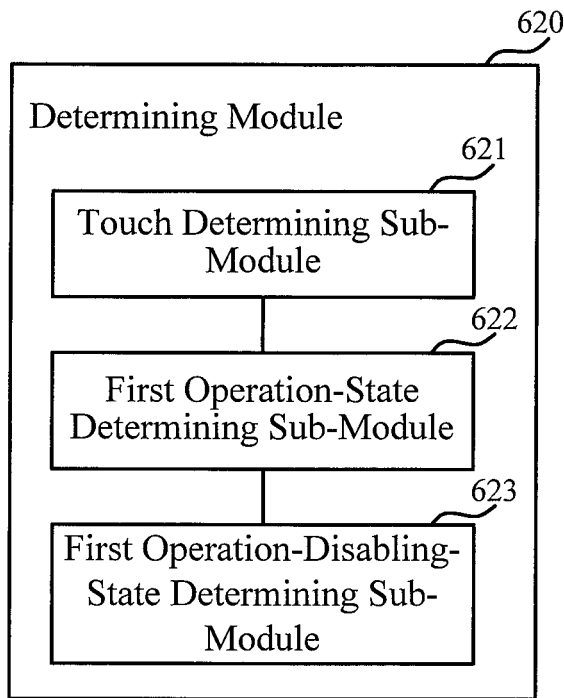 620
Determining Module
621
Touch Determining Sub-
Module
622
First Operation-State
Determining Sub-Module
623
First Operation-Disabling-
State Determining Sub-
Module